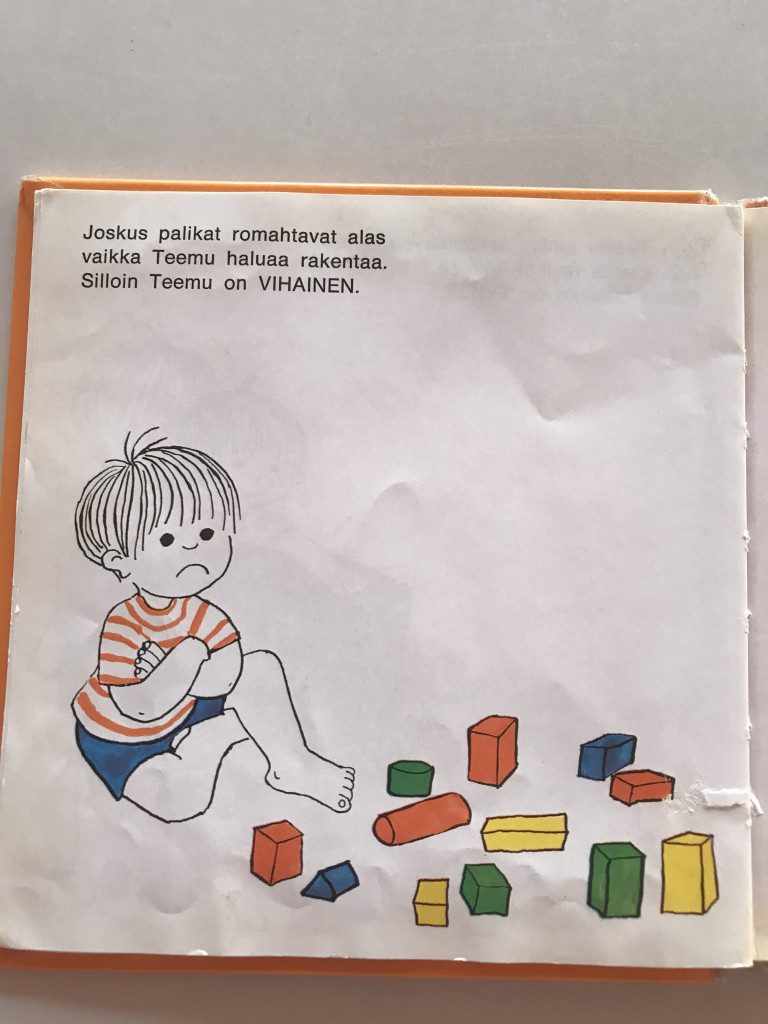 Joskus palikat romahtavat alas
vaikka Teemu haluaa rakentaa.
Silloin Teemu on VIHAINEN.